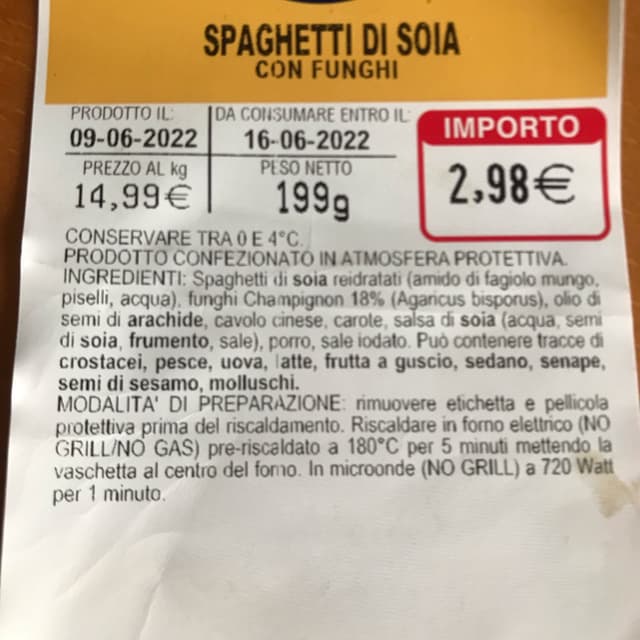 SPAGHETTI DI SOIA
CON FUNGHI
PRODOTTO IL:
09-06-2022
DA CONSUMARE ENTRO IL:
16-06-2022
PREZZO AL kg
14,99€
PESO NETTO
199g
IMPORTO
2,98€
CONSERVARE TRA 0 E 4°C.
PRODOTTO CONFEZIONATO IN ATMOSFERA PROTETTIVA.
INGREDIENTI: Spaghetti di soia reidratati (amido di fagiolo mungo,
piselli, acqua), funghi Champignon 18% (Agaricus bisporus), olio di
semi di arachide, cavolo cinese, carote, salsa di soia (acqua, semi
di soia, frumento, sale), porro, sale iodato. Può contenere tracce di
crostacei, pesce, uova, latte, frutta a guscio, sedano, senape,
semi di sesamo, molluschi.
MODALITA' DI PREPARAZIONE: rimuovere etichetta e pellicola
protettiva prima del riscaldamento. Riscaldare in forno elettrico (NO
GRILL/NO GAS) pre-riscaldato a 180°C per 5 minuti mettendo la
vaschetta al centro del forno. In microonde (NO GRILL) a 720 Watt
per 1 minuto.